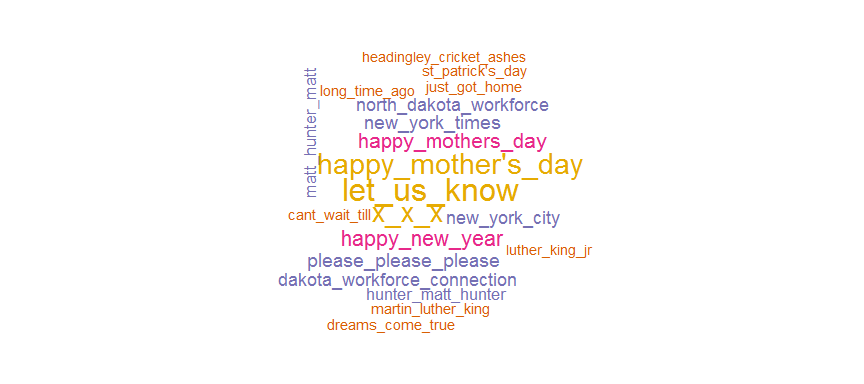 headingley_cricket_ashes
st_patrick's_day
just_got_home
long_time_ago
matt_hunter_matt_
north_dakota_workforce
new_york_times
happy_mothers_day
happy_mother's_day
let_us_know
cant_wait_till
x_x_x
new_york_city
happy_new_year
luther_king_jr
please_please_please
dakota_workforce_connection
hunter_matt_hunter
martin_luther_king
dreams_come_true